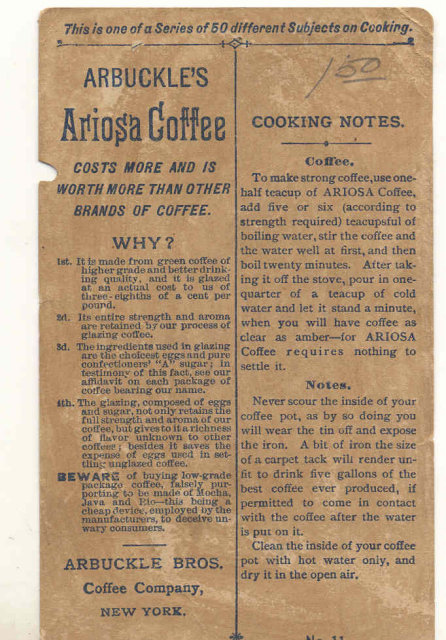 This is one of a Series of 50 different Subjects on Cooking.
1.50
ARBUCKLE'S
Ariosa Coffee
COSTS MORE AND IS
WORTH MORE THAN OTHER
BRANDS OF COFFEE.
WHY?
1st. It is made from green coffee of
higher grade and better drink-
ing quality, and it is glazed
at an actual cost to us of
three-eighths of a cent per
pound.
2d. Its entire strength and aroma
are retained by our process of
glazing coffee.
3d. The ingredients used in glazing
are the choicest eggs and pure
confectioners' "A" sugar; in
testimony of this fact, see our
affidavit on each package of
coffee bearing our name.
4th. The glazing, composed of eggs
and sugar, not only retains the
full strength and aroma of our
coffee, but gives to it a richness
of flavor unknown to other
coffees; besides it saves the
expense of eggs used in set-
tling unglazed coffee.
BEWARE of buying low-grade
package coffee, falsely pur-
porting to be made of Mocha,
Java and Rio—this being a
cheap device, employed by the
manufacturers, to deceive un-
wary consumers.
ARBUCKLE BROS.
Coffee Company,
NEW YORK.
COOKING NOTES.
Coffee.
To make strong coffee, use one-
half teacup of ARIOSA Coffee,
add five or six (according to
strength required) teacupsful of
boiling water, stir the coffee and
the water well at first, and then
boil twenty minutes. After tak-
ing it off the stove, pour in one-
quarter of a teacup of cold
water and let it stand a minute,
when you will have coffee as
clear as amber—for ARIOSA
Coffee requires nothing to
settle it.
Notes.
Never scour the inside of your
coffee pot, as by so doing you
will wear the tin off and expose
the iron. A bit of iron the size
of a carpet tack will render un-
fit to drink five gallons of the
best coffee ever produced, if
permitted to come in contact
with the coffee after the water
is put on it.
Clean the inside of your coffee
pot with hot water only, and
dry it in the open air.
No. 11